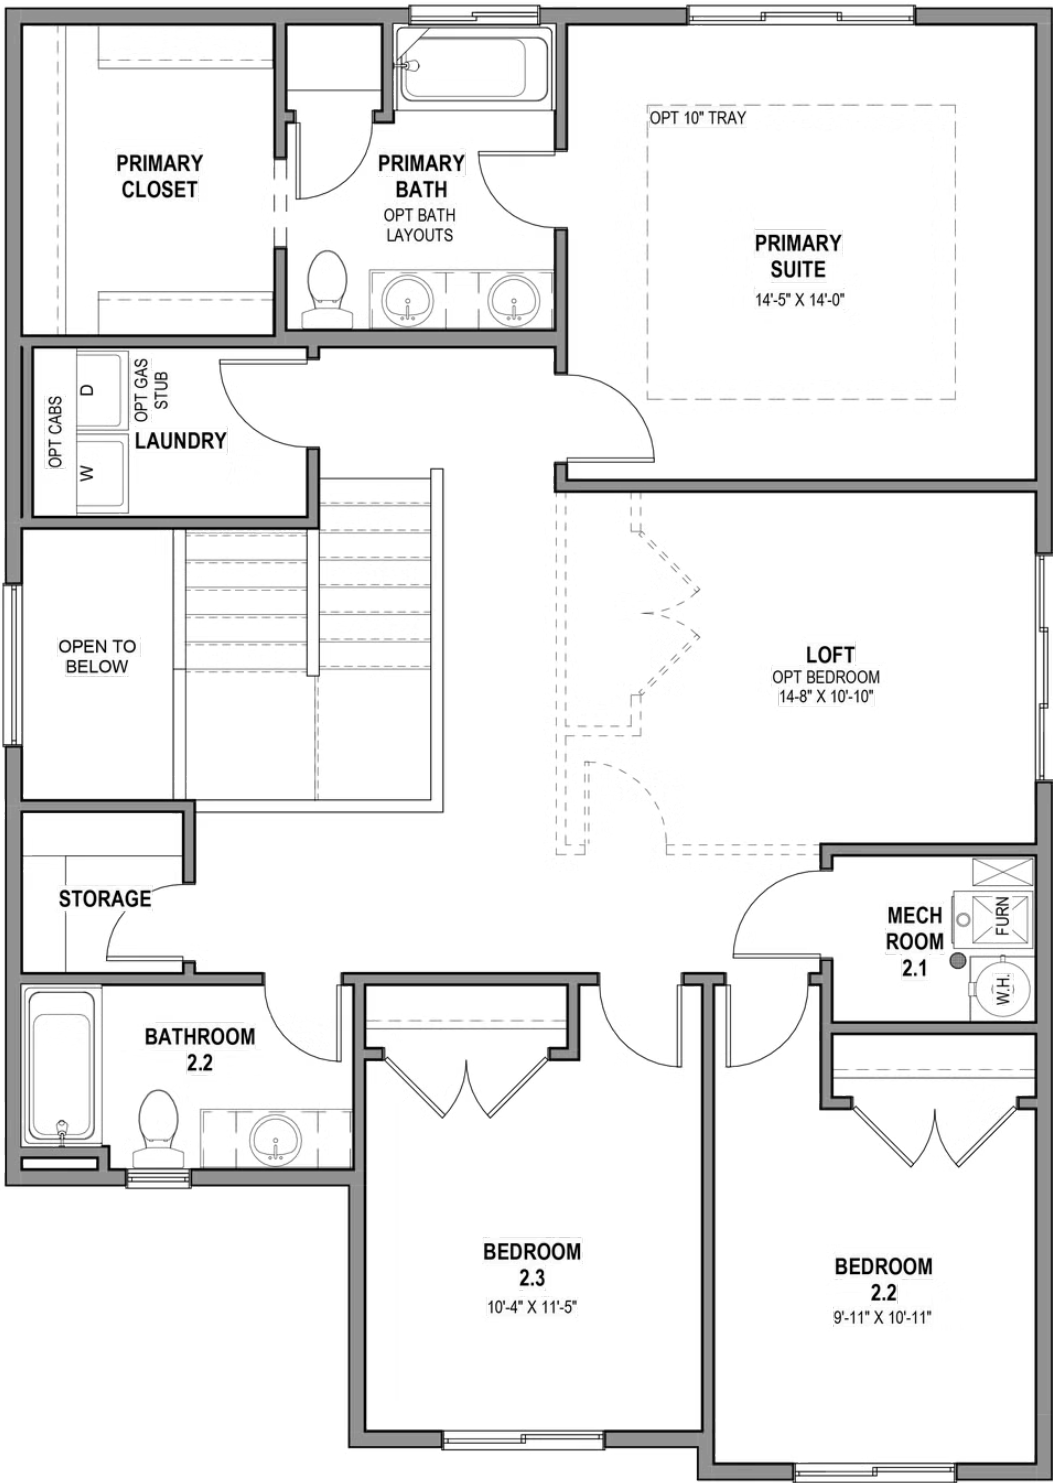 PRIMARY
CLOSET
PRIMARY
BATH
OPT BATH
LAYOUTS
OPT 10" TRAY
PRIMARY
SUITE
14'-5" X 14'-0"
OPT CABS
D
W
OPT GAS
STUB
LAUNDRY
OPEN TO
BELOW
LOFT
OPT BEDROOM
14-8" X 10'-10"
STORAGE
MECH
ROOM
2.1
FURN
W.H.
BATHROOM
2.2
BEDROOM
2.3
10'-4" X 11'-5"
BEDROOM
2.2
9'-11" X 10'-11"